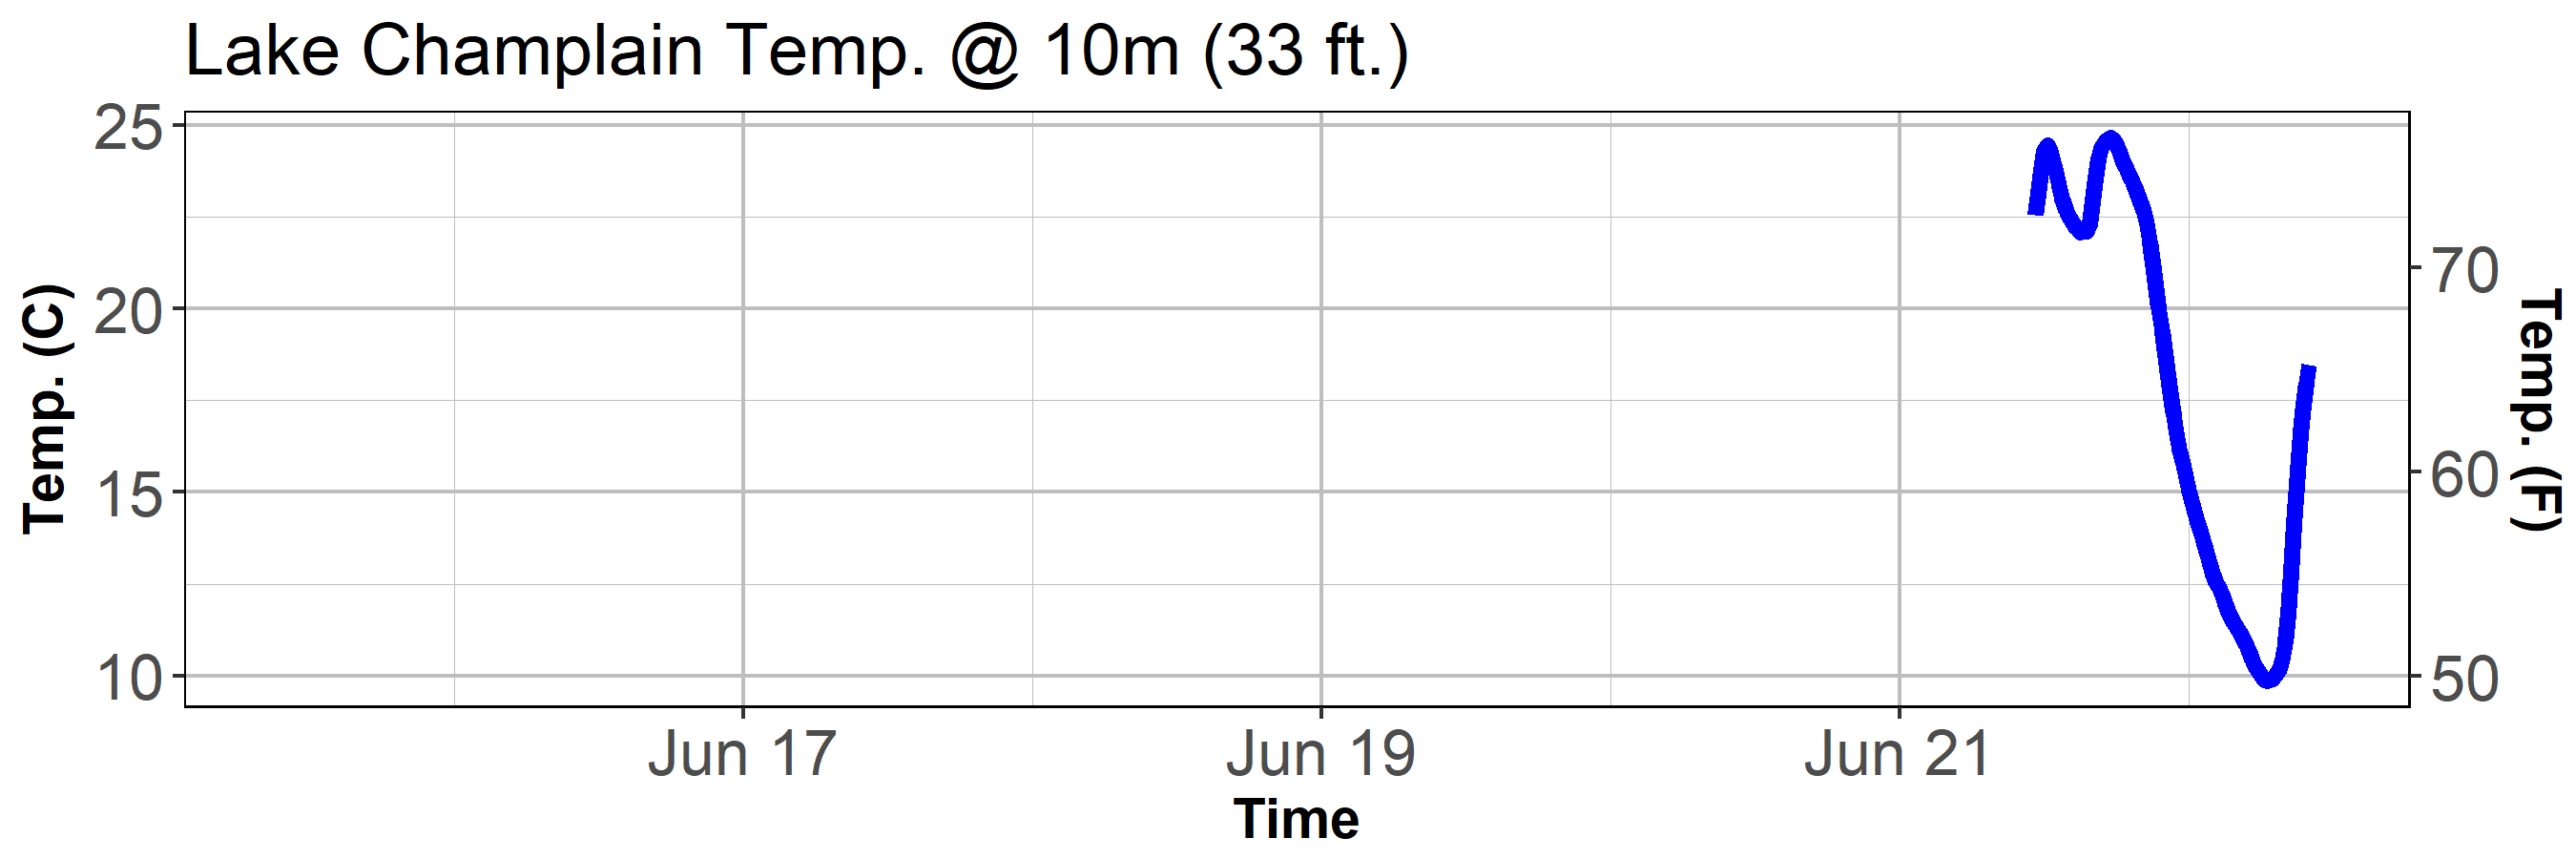 Lake Champlain Temp. @ 10m (33 ft.)
25
20
15
10
Temp. (C)
70
60
50
Temp. (F)
Jun 17
Jun 19
Jun 21
Time